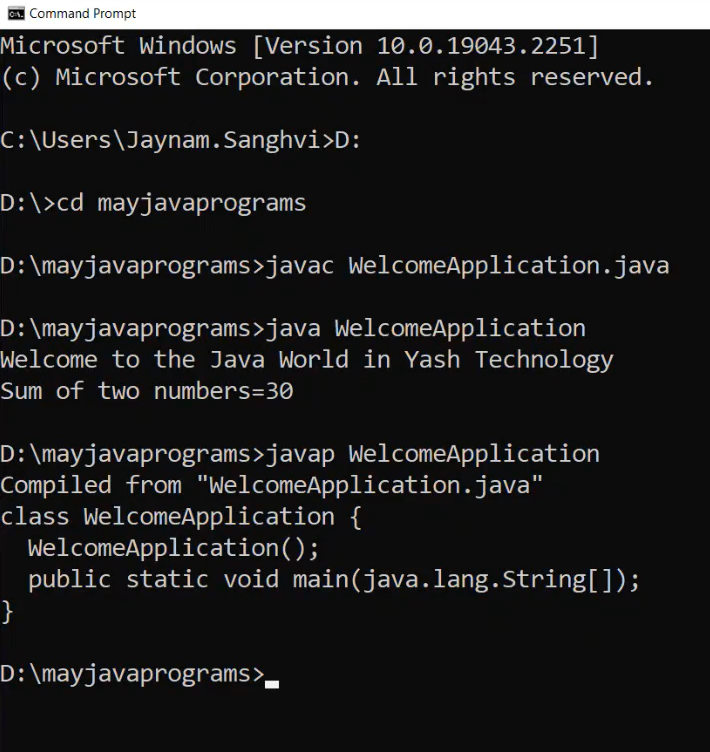 Command Prompt
Microsoft Windows [Version 10.0.19043.2251]
(c) Microsoft Corporation. All rights reserved.
C:\Users\Jaynam.Sanghvi>D:
D:\>cd mayjavaprograms
D:\mayjavaprograms>javac WelcomeApplication.java
D:\mayjavaprograms>java WelcomeApplication
Welcome to the Java World in Yash Technology
Sum of two numbers=30
D:\mayjavaprograms>javap WelcomeApplication
Compiled from "WelcomeApplication.java"
class WelcomeApplication {
  WelcomeApplication();
  public static void main(java.lang.String[]);
}
D:\mayjavaprograms>